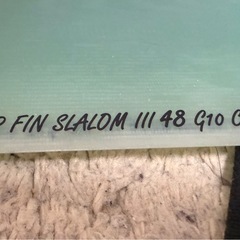 P FIN SLALOM III 48 G10 C